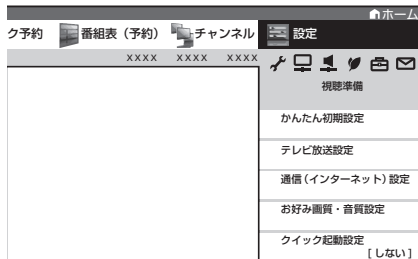 ホーム
ク予約 番組表（予約） チャンネル 設定
xxxx xxxx xxxx
視聴準備
かんたん初期設定
テレビ放送設定
通信（インターネット）設定
お好み画質・音質設定
クイック起動設定
[しない]